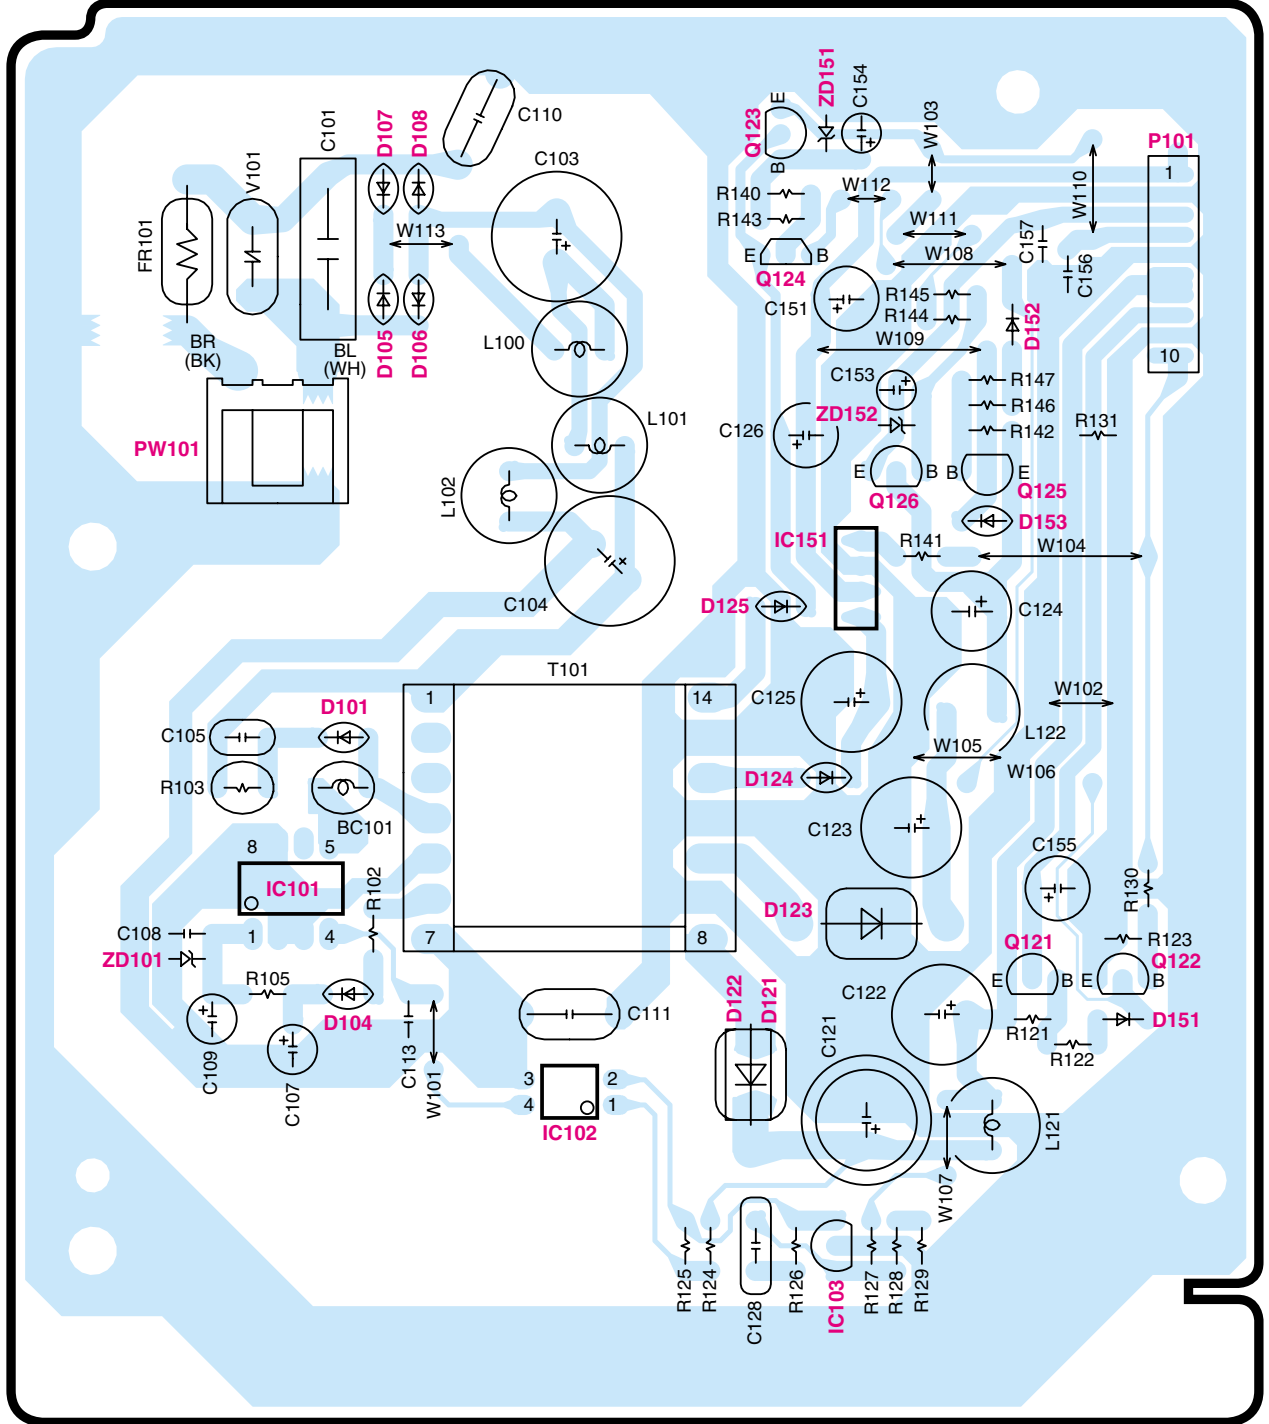 ZD151
C154
E
Q123
B
W103
P101
1
C110
C101
D107
D108
C103
V101
FR101
W113
R140
R143
W112
W110
W111
E
B
Q124
W108
C157
C156
C151
R145
R144
D152
W109
BR
(BK)
BL
(WH)
D105
D106
L100
10
C153
R147
R146
R142
ZD152
C126
R131
L101
PW101
L102
E
B
Q126
B
E
Q125
D153
IC151
R141
W104
C104
D125
C124
T101
1
14
D101
C105
C125
W102
L122
W105
W106
R103
D124
BC101
C123
8
5
IC101
R102
C155
R130
D123
C108
1
4
7
8
ZD101
Q121
R123
Q122
E
B
E
B
R105
D104
D122
D121
C122
C111
C121
R121
D151
R122
C109
C107
C113
W101
3
2
4
1
IC102
L121
W107
R125
R124
C128
R126
IC103
R127
R128
R129